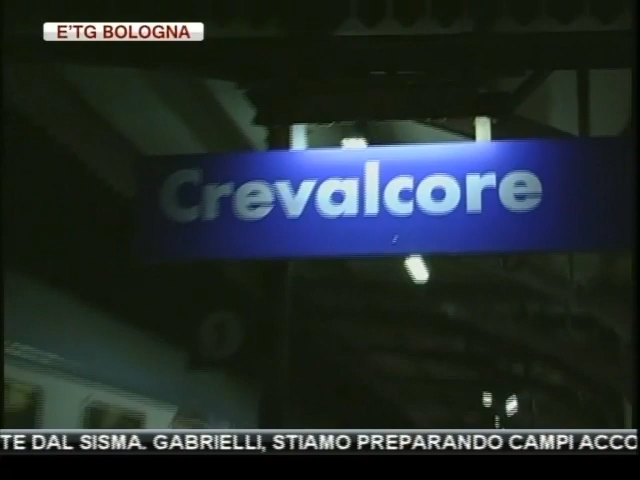 E'TG BOLOGNA
Crevalcore
TE DAL SISMA. GABRIELLI, STIAMO PREPARANDO CAMPI ACCO